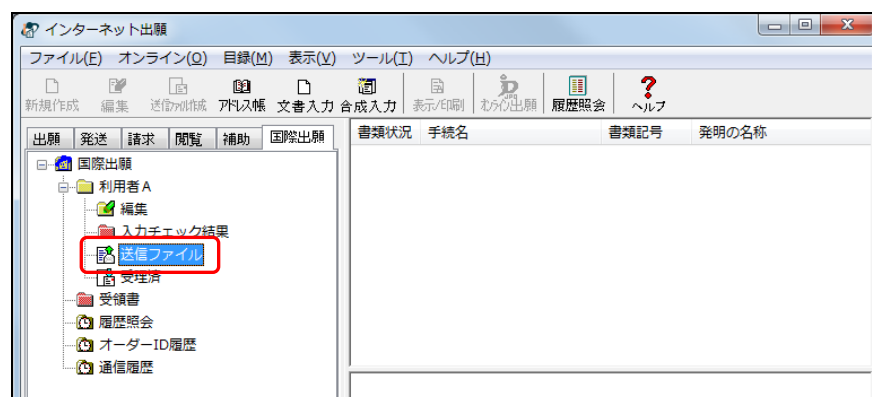 インターネット出願
ファイル(F) オンライン(O) 目録(M) 表示(V) ツール(T) ヘルプ(H)
新規作成 編集 送信ファイル作成 アドレス帳 文書入力 合成入力 表示/印刷 オンライン出願 履歴照会 ヘルプ
出願 発送 請求 閲覧 補助 国際出願
書類状況 手続名 書類記号 発明の名称
国際出願
利用者A
編集
入力チェック結果
送信ファイル
受理済
受領書
履歴照会
オーダーID履歴
通信履歴